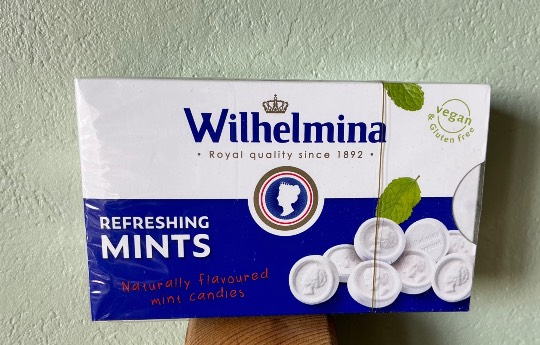 Wilhelmina
• Royal quality since 1892 •
vegan
& Gluten free
REFRESHING
MINTS
Naturally flavoured
mint candies